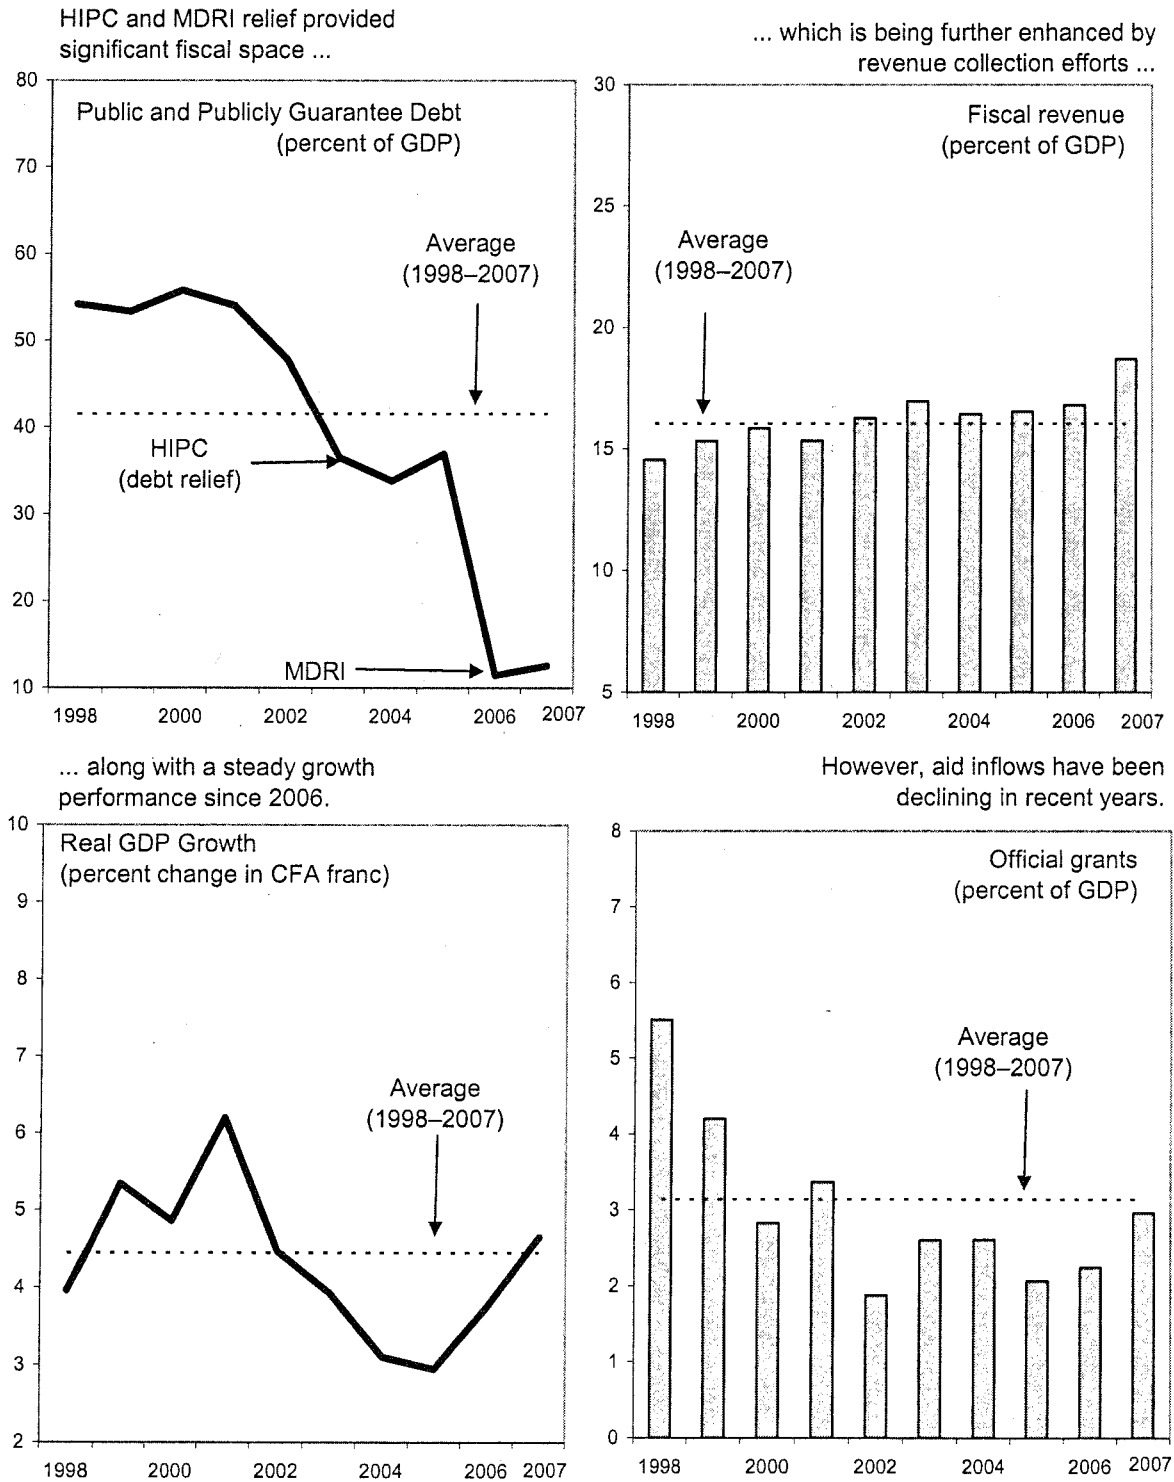 HIPC and MDRI relief provided
significant fiscal space ...
80
Public and Publicly Guarantee Debt
(percent of GDP)
70
60
Average
(1998–2007)
50
40
HIPC
(debt relief)
30
20
MDRI
10
1998 2000 2002 2004 2006 2007
... which is being further enhanced by
revenue collection efforts ...
30
Fiscal revenue
(percent of GDP)
25
Average
(1998–2007)
20
15
10
5
1998 2000 2002 2004 2006 2007
... along with a steady growth
performance since 2006.
10
Real GDP Growth
(percent change in CFA franc)
9
8
7
Average
(1998–2007)
6
5
4
3
2
1998 2000 2002 2004 2006 2007
However, aid inflows have been
declining in recent years.
8
Official grants
(percent of GDP)
7
6
5
Average
(1998–2007)
4
3
2
1
0
1998 2000 2002 2004 2006 2007